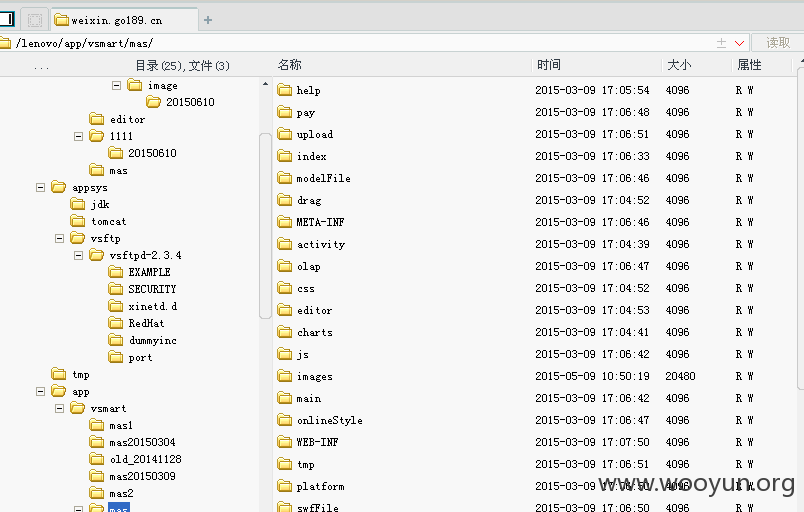 weixin.go189.cn
/lenovo/app/vsmart/mas/
读取
... 目录(25),文件(3)
名称 时间 大小 属性
image
20150610
editor
1111
20150610
mas
appsys
jdk
tomcat
vsftp
vsftpd-2.3.4
EXAMPLE
SECURITY
xinetd.d
RedHat
dummyinc
port
tmp
app
vsmart
mas1
mas20150304
old_20141128
mas20150309
mas2
mas
help 2015-03-09 17:05:54 4096 R W
pay 2015-03-09 17:06:48 4096 R W
upload 2015-03-09 17:06:51 4096 R W
index 2015-03-09 17:06:33 4096 R W
modelFile 2015-03-09 17:06:46 4096 R W
drag 2015-03-09 17:04:52 4096 R W
META-INF 2015-03-09 17:06:46 4096 R W
activity 2015-03-09 17:04:39 4096 R W
olap 2015-03-09 17:06:47 4096 R W
css 2015-03-09 17:04:52 4096 R W
editor 2015-03-09 17:04:53 4096 R W
charts 2015-03-09 17:04:41 4096 R W
js 2015-03-09 17:06:42 4096 R W
images 2015-05-09 10:50:19 20480 R W
main 2015-03-09 17:06:42 4096 R W
onlineStyle 2015-03-09 17:06:47 4096 R W
WEB-INF 2015-03-09 17:07:50 4096 R W
tmp 2015-03-09 17:06:51 4096 R W
platform 2015-03-09 17:06:50 4096 R W
swfFile 2015-03-09 17:06:50 4096 R W
www.wooyun.org